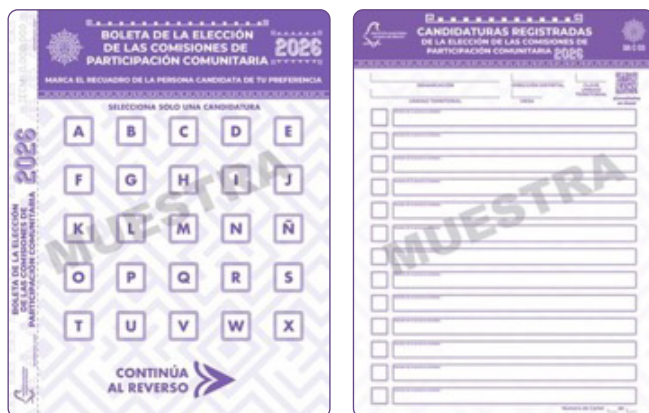 BOLETA DE LA ELECCIÓN
DE LAS COMISIONES DE
PARTICIPACIÓN COMUNITARIA
2026
MARCA EL RECUADRO DE LA PERSONA CANDIDATA DE TU PREFERENCIA
SELECCIONA SOLO UNA CANDIDATURA
A B C D E
F G H I J
K L M N Ñ
O P Q R S
T U V W X
MUESTRA
CONTINÚA
AL REVERSO
BOLETA DE LA ELECCIÓN
DE LAS COMISIONES DE
PARTICIPACIÓN COMUNITARIA
2026
CANDIDATURAS REGISTRADAS
DE LA ELECCIÓN DE LAS COMISIONES DE
PARTICIPACIÓN COMUNITARIA
2026
DEMARCACIÓN
DIRECCIÓN DISTRITAL
CLAVE
UNIDAD
TERRITORIAL
UNIDAD TERRITORIAL
MUESTRA